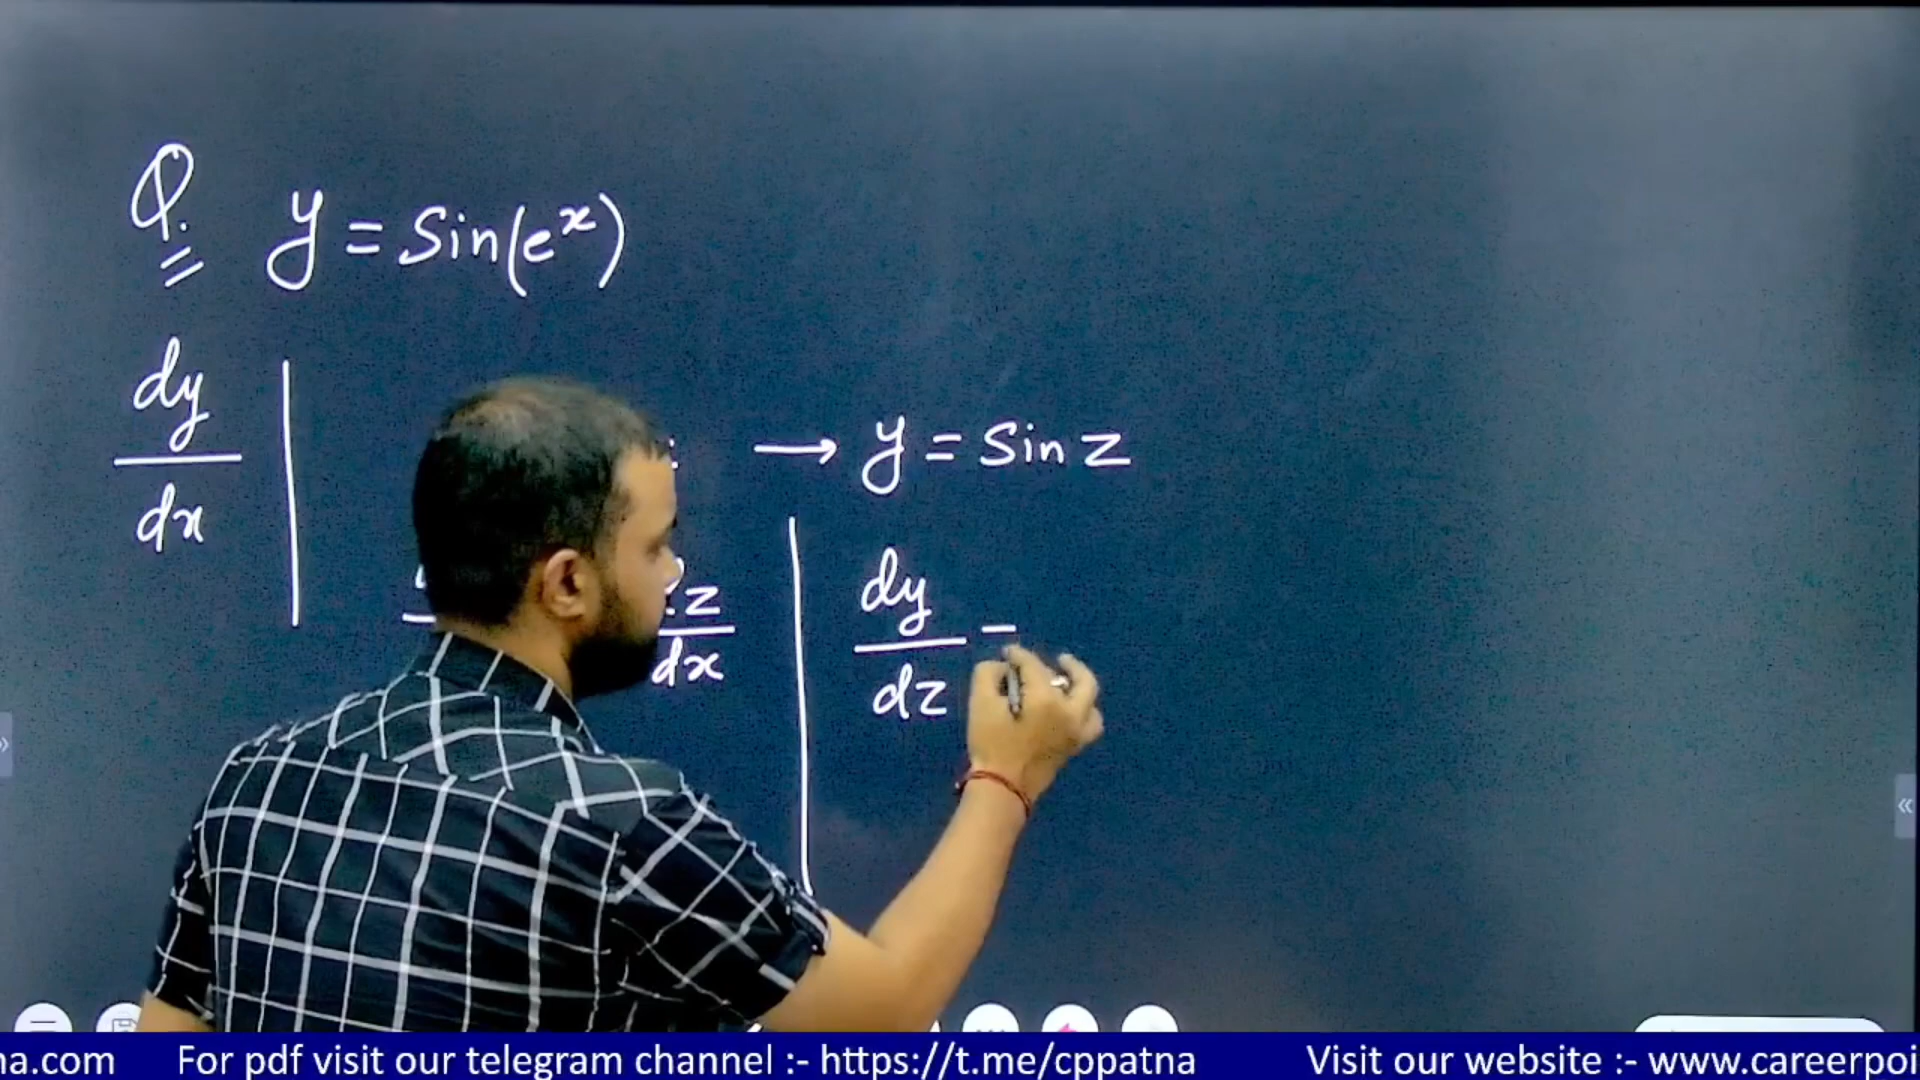 Q. y = Sin(e^x)
dy/dx
→ y = Sin z
z/dx
dy/dz =
na.com For pdf visit our telegram channel :- https://t.me/cppatna Visit our website :- www.careerpoi